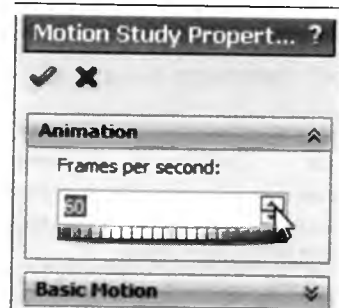 Motion Study Propert... ?
Animation
Frames per second:
50
Basic Motion